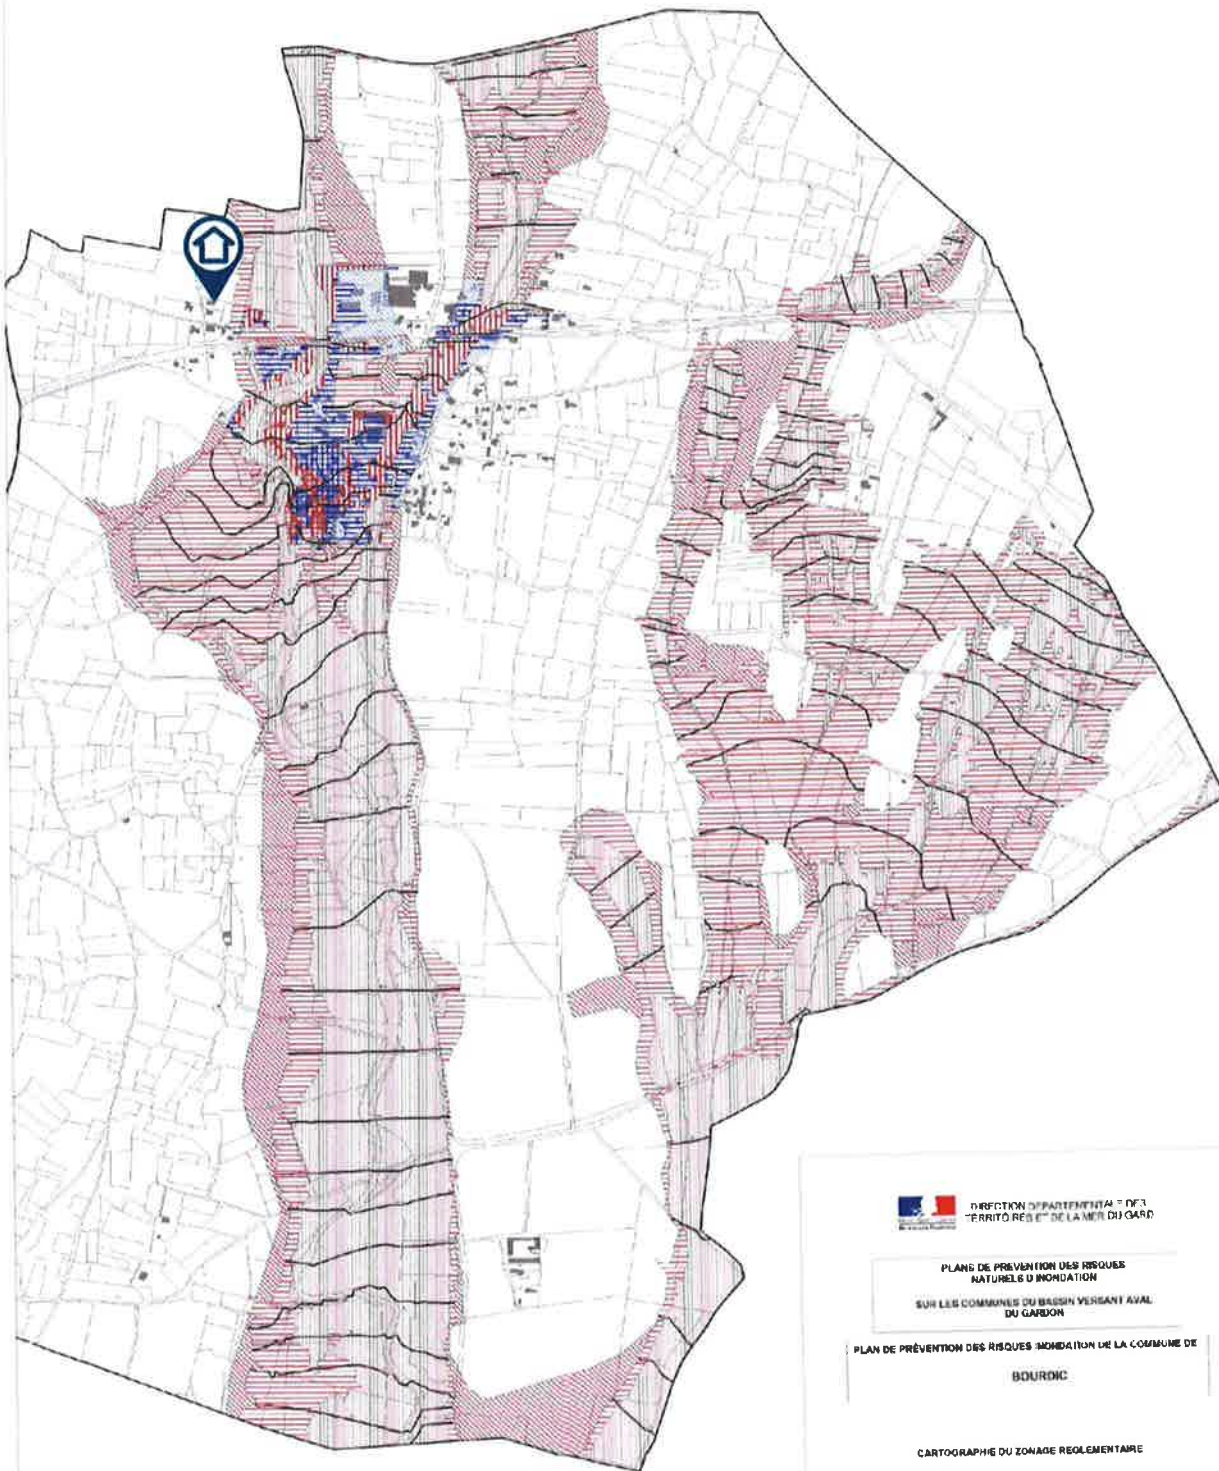 DIRECTION DEPARTEMENTALE DES
TERRITOIRES ET DE LA MER DU GARD
PLANS DE PREVENTION DES RISQUES
NATURELS D INONDATION
SUR LES COMMUNES DU BASSIN VERSANT AVAL
DU GARDON
PLAN DE PRÉVENTION DES RISQUES INONDATION DE LA COMMUNE DE
BOURDIC
CARTOGRAPHIE DU ZONAGE REGLEMENTAIRE